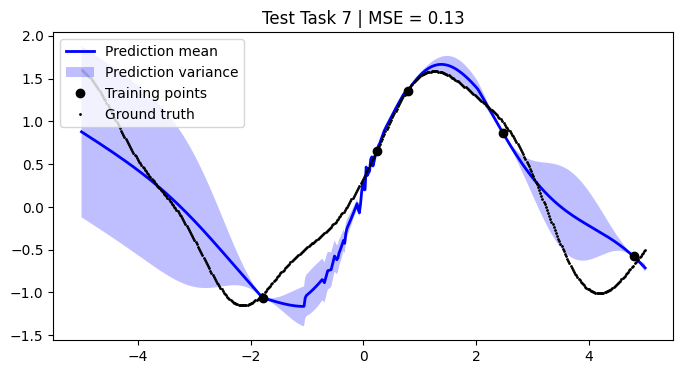 Test Task 7 | MSE = 0.13
Prediction mean
Prediction variance
Training points
Ground truth
2.0
1.5
1.0
0.5
0.0
−0.5
−1.0
−1.5
−4
−2
0
2
4